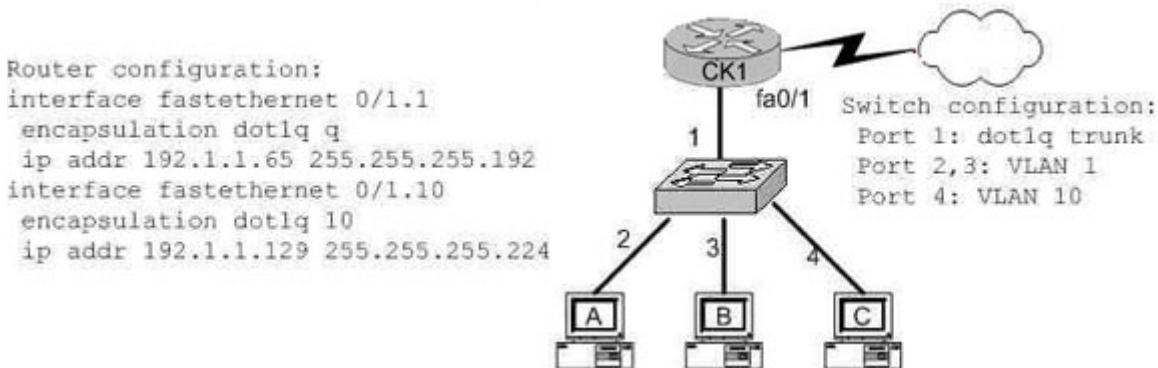 Router configuration:
interface fastethernet 0/1.1
encapsulation dot1q q
ip addr 192.1.1.65 255.255.255.192
interface fastethernet 0/1.10
encapsulation dot1q 10
ip addr 192.1.1.129 255.255.255.224
CK1
fa0/1
Switch configuration:
Port 1: dot1q trunk
Port 2,3: VLAN 1
Port 4: VLAN 10
1
2
3
4
A
B
C